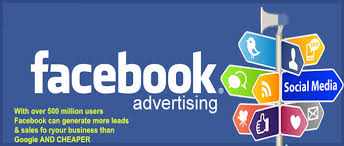 facebook®
advertising
Social Media
With over 500 million users
Facebook can generate more leads
& sales fo ryour business than
Google AND CHEAPER